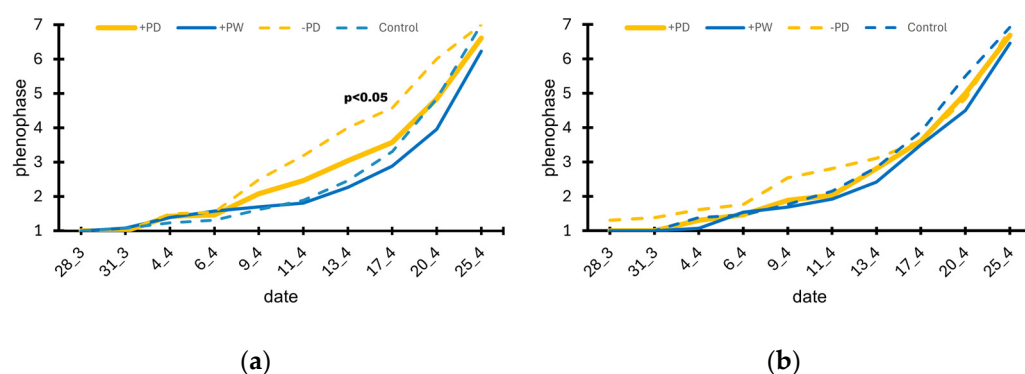 +PD +PW -PD Control
7
6
5
4
3
2
1
phenophase
p<0.05
28_3 31_3 4_4 6_4 9_4 11_4 13_4 17_4 20_4 25_4
date
(a)
+PD +PW -PD Control
7
6
5
4
3
2
1
phenophase
28_3 31_3 4_4 6_4 9_4 11_4 13_4 17_4 20_4 25_4
date
(b)